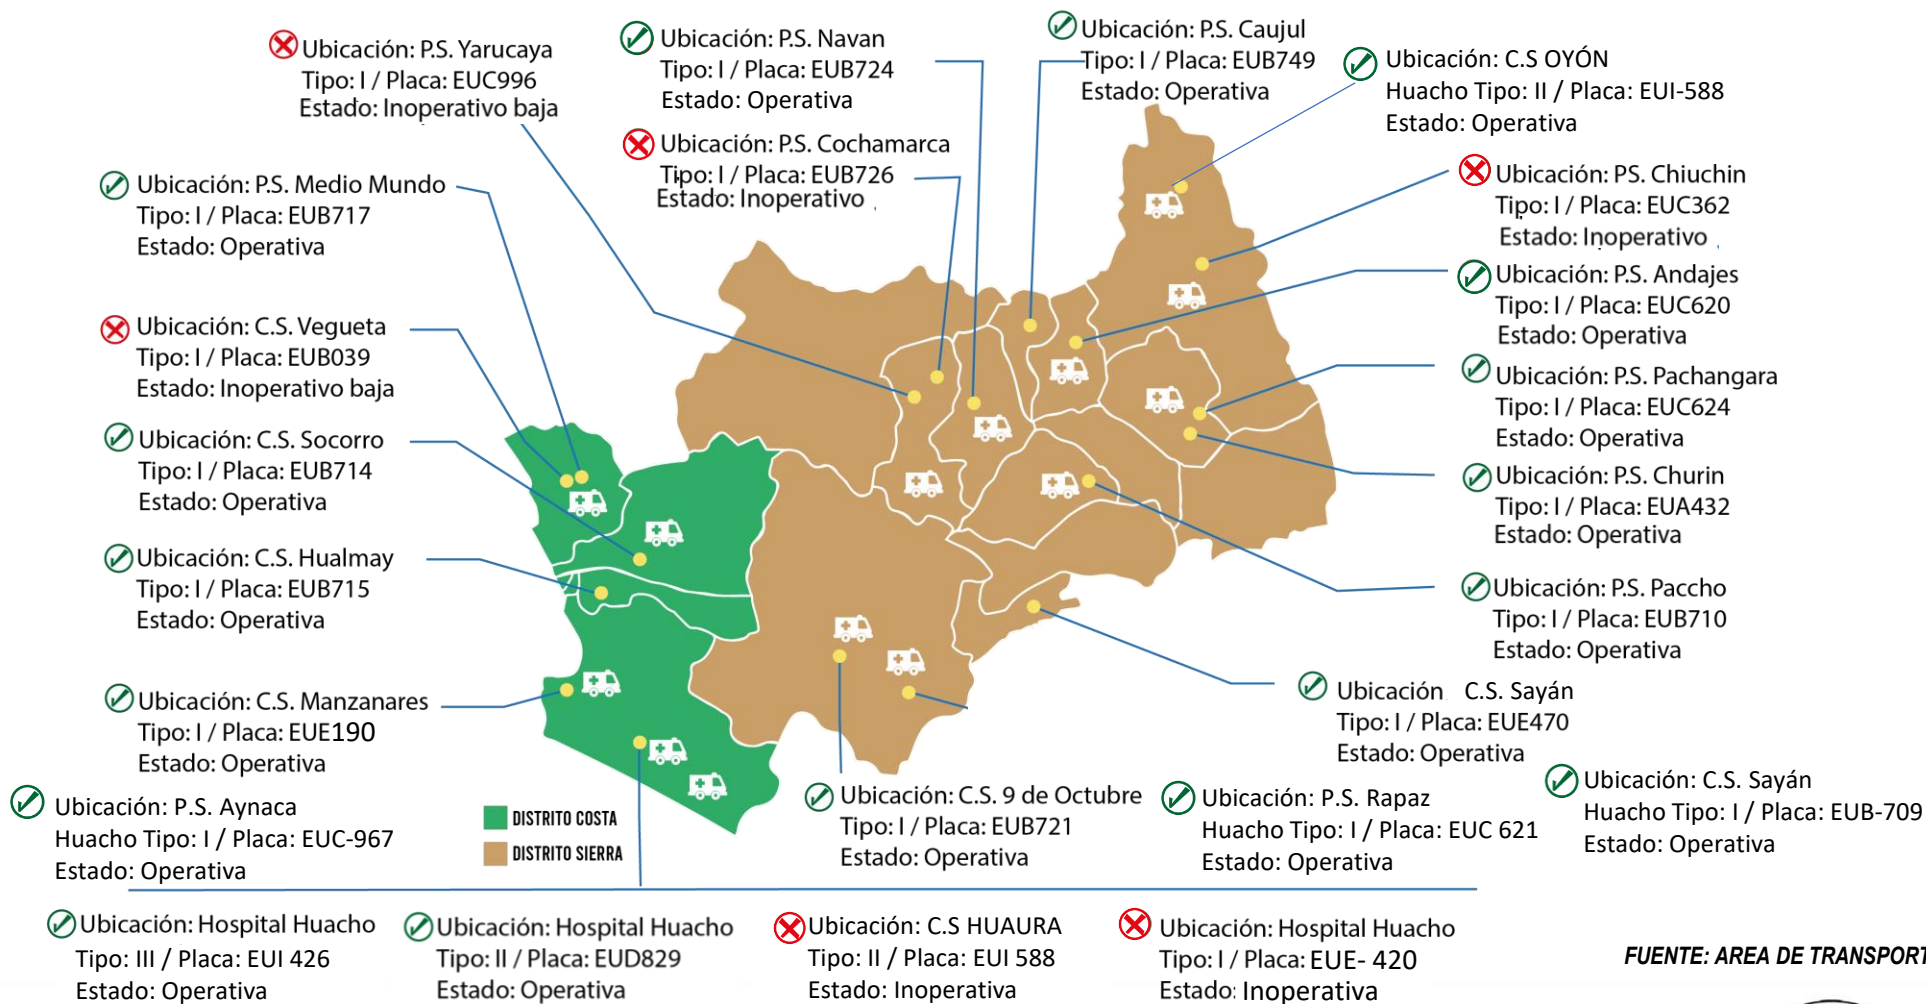 Ubicación: P.S. Yarucaya
Tipo: I / Placa: EUC996
Estado: Inoperativo baja
Ubicación: P.S. Navan
Tipo: I / Placa: EUB724
Estado: Operativa
Ubicación: P.S. Caujul
Tipo: I / Placa: EUB749
Estado: Operativa
Ubicación: C.S OYÓN
Huacho Tipo: II / Placa: EUI-588
Estado: Operativa
Ubicación: P.S. Cochamarca
Tipo: I / Placa: EUB726
Estado: Inoperativo
Ubicación: P.S. Medio Mundo
Tipo: I / Placa: EUB717
Estado: Operativa
Ubicación: PS. Chiuchin
Tipo: I / Placa: EUC362
Estado: Inoperativo
Ubicación: P.S. Andajes
Tipo: I / Placa: EUC620
Estado: Operativa
Ubicación: C.S. Vegueta
Tipo: I / Placa: EUB039
Estado: Inoperativo baja
Ubicación: P.S. Pachangara
Tipo: I / Placa: EUC624
Estado: Operativa
Ubicación: C.S. Socorro
Tipo: I / Placa: EUB714
Estado: Operativa
Ubicación: P.S. Churin
Tipo: I / Placa: EUA432
Estado: Operativa
Ubicación: C.S. Hualmay
Tipo: I / Placa: EUB715
Estado: Operativa
Ubicación: P.S. Paccho
Tipo: I / Placa: EUB710
Estado: Operativa
Ubicación: C.S. Manzanares
Tipo: I / Placa: EUE190
Estado: Operativa
Ubicación C.S. Sayán
Tipo: I / Placa: EUE470
Estado: Operativa
Ubicación: P.S. Aynaca
Huacho Tipo: I / Placa: EUC-967
Estado: Operativa
DISTRITO COSTA
DISTRITO SIERRA
Ubicación: C.S. 9 de Octubre
Tipo: I / Placa: EUB721
Estado: Operativa
Ubicación: P.S. Rapaz
Huacho Tipo: I / Placa: EUC 621
Estado: Operativa
Ubicación: C.S. Sayán
Huacho Tipo: I / Placa: EUB-709
Estado: Operativa
Ubicación: Hospital Huacho
Tipo: III / Placa: EUI 426
Estado: Operativa
Ubicación: Hospital Huacho
Tipo: II / Placa: EUD829
Estado: Operativa
Ubicación: C.S HUAURA
Tipo: II / Placa: EUI 588
Estado: Inoperativa
Ubicación: Hospital Huacho
Tipo: I / Placa: EUE- 420
Estado: Inoperativa
FUENTE: AREA DE TRANSPORT